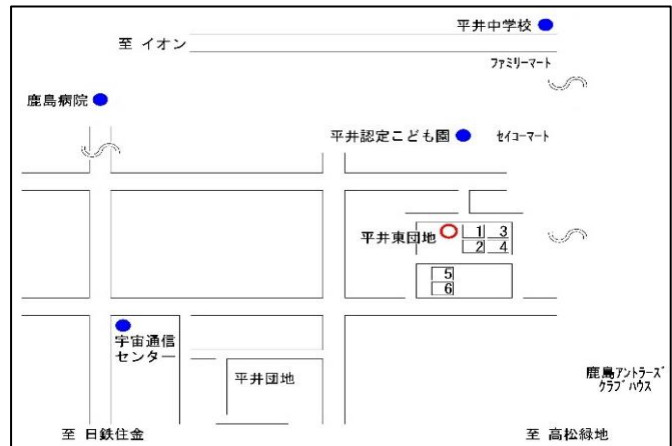 平井中学校
至 イオン
ファミリーマート
鹿島病院
平井認定こども園
セイコーマート
平井東団地
1 3
2 4
5
6
宇宙通信
センター
平井団地
鹿島アントラーズ
クラブハウス
至 日鉄住金
至 高松緑地